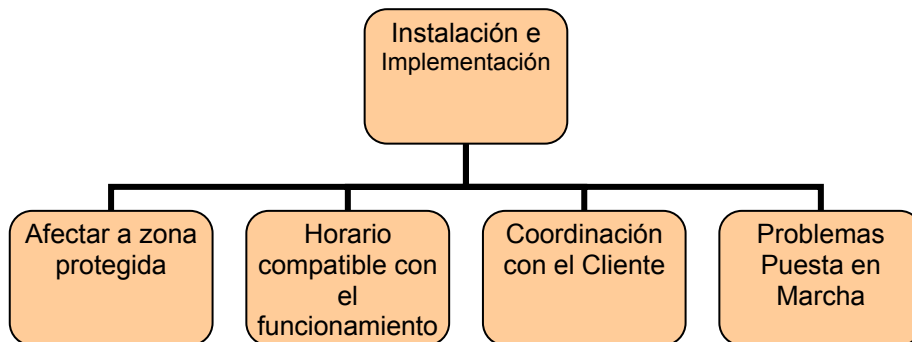 Instalación e
Implementación
Afectar a zona
protegida
Horario
compatible con
el
funcionamiento
Coordinación
con el Cliente
Problemas
Puesta en
Marcha